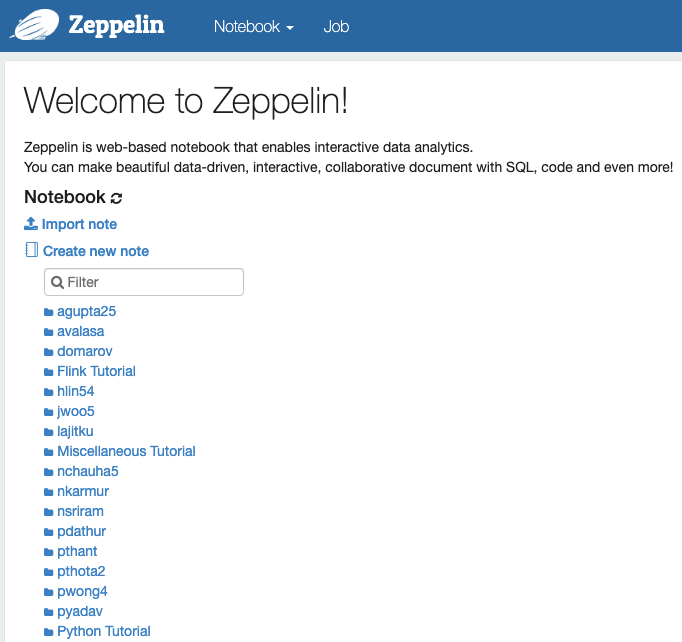 Zeppelin Notebook Job
Welcome to Zeppelin!
Zeppelin is web-based notebook that enables interactive data analytics.
You can make beautiful data-driven, interactive, collaborative document with SQL, code and even more!
Notebook
Import note
Create new note
Filter
agupta25
avalasa
domarov
Flink Tutorial
hlin54
jwoo5
lajitku
Miscellaneous Tutorial
nchauha5
nkarmur
nsriram
pdathur
pthant
pthota2
pwong4
pyadav
Python Tutorial